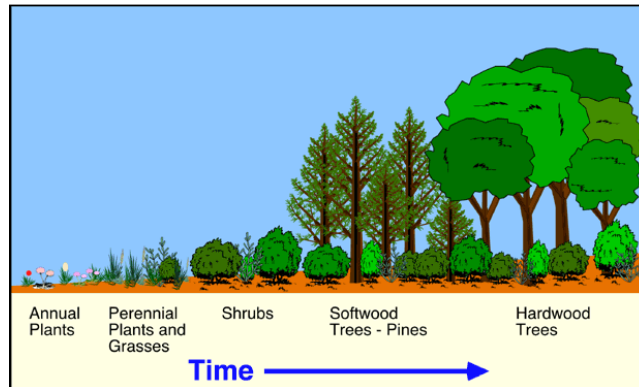 Annual
Plants
Perennial
Plants and
Grasses
Shrubs
Softwood
Trees - Pines
Hardwood
Trees
Time